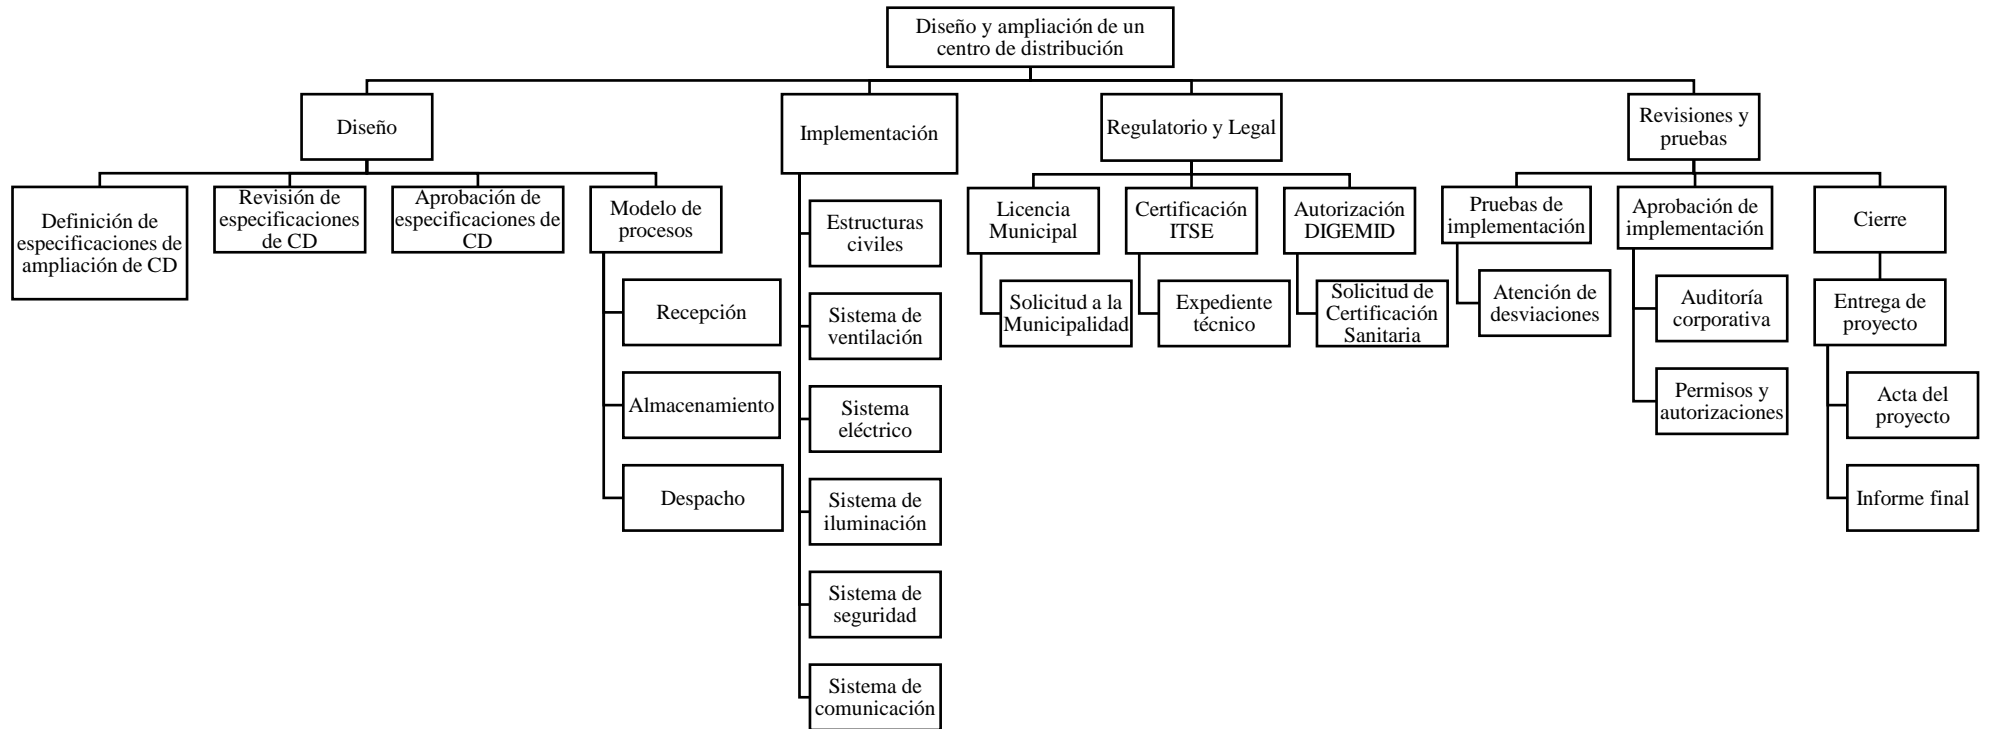 Diseño y ampliación de un
centro de distribución
Diseño
Implementación
Regulatorio y Legal
Revisiones y
pruebas
Definición de
especificaciones de
ampliación de CD
Revisión de
especificaciones
de CD
Aprobación de
especificaciones de
CD
Modelo de
procesos
Recepción
Almacenamiento
Despacho
Estructuras
civiles
Sistema de
ventilación
Sistema
eléctrico
Sistema de
iluminación
Sistema de
seguridad
Sistema de
comunicación
Licencia
Municipal
Solicitud a la
Municipalidad
Certificación
ITSE
Expediente
técnico
Autorización
DIGEMID
Solicitud de
Certificación
Sanitaria
Pruebas de
implementación
Atención de
desviaciones
Aprobación de
implementación
Auditoría
corporativa
Permisos y
autorizaciones
Cierre
Entrega de
proyecto
Acta del
proyecto
Informe final